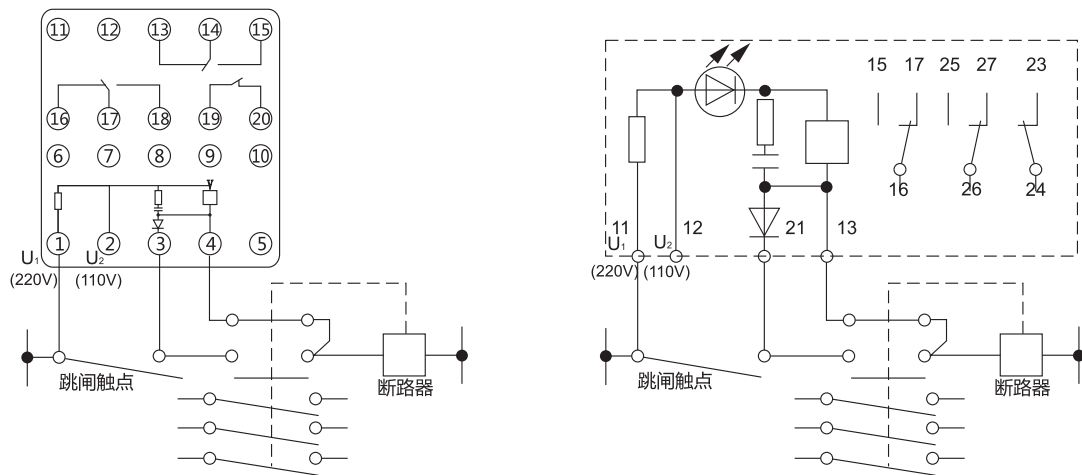 ⑪ ⑫ ⑬ ⑭ ⑮
⑯ ⑰ ⑱ ⑲ ⑳
⑥ ⑦ ⑧ ⑨ ⑩
① ② ③ ④ ⑤
U₁ U₂
(220V) (110V)
跳闸触点
断路器
15 17 25 27 23
16 26 24
11 12 21 13
U₁ U₂
(220V) (110V)
跳闸触点
断路器